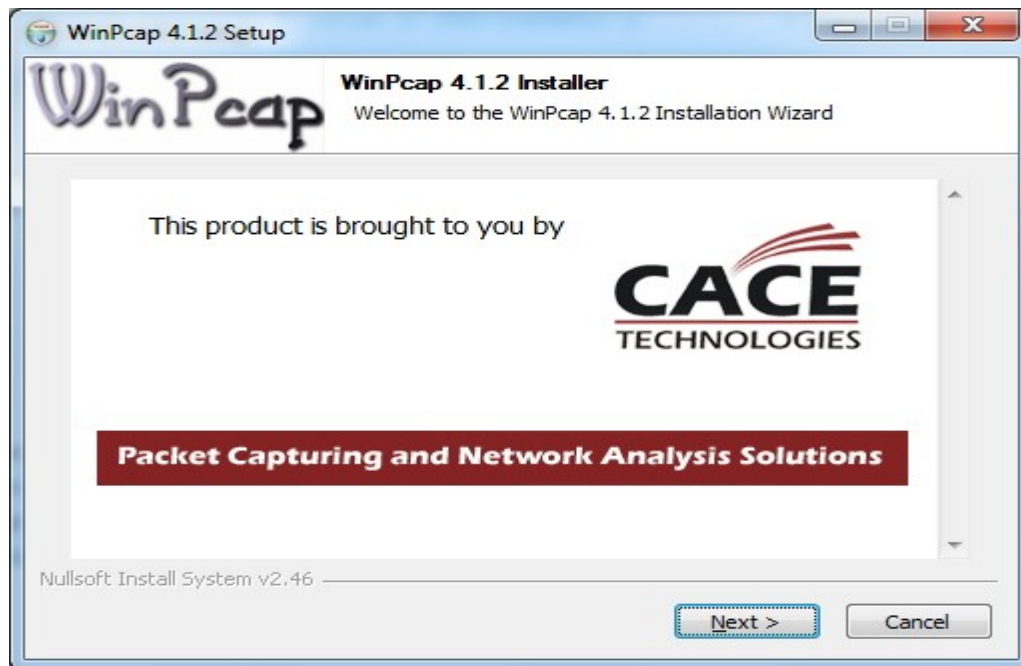 WinPcap 4.1.2 Setup
WinPcap
WinPcap 4.1.2 Installer
Welcome to the WinPcap 4.1.2 Installation Wizard
This product is brought to you by
CACE
TECHNOLOGIES
Packet Capturing and Network Analysis Solutions
Nullsoft Install System v2.46
Next >
Cancel